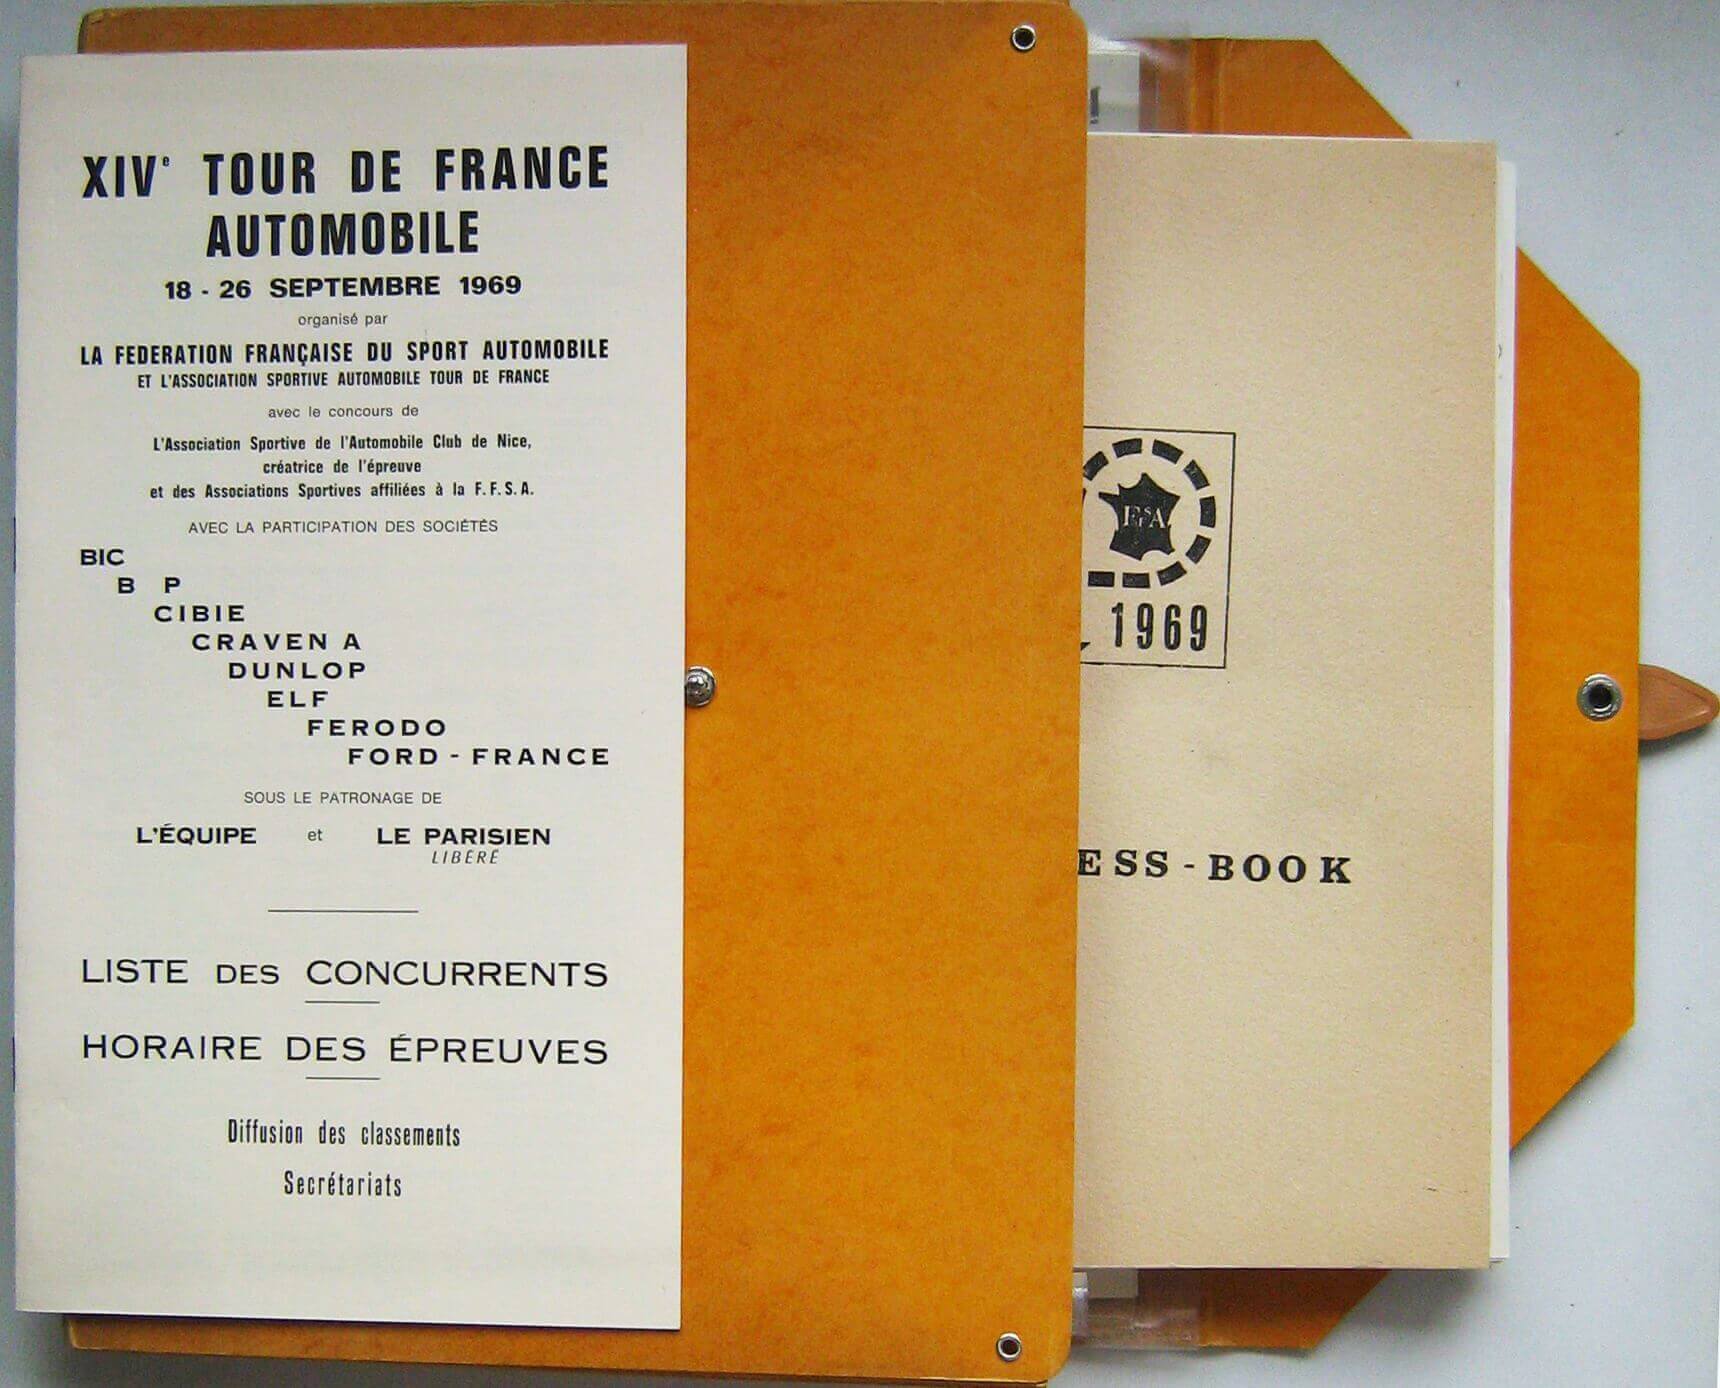 XIVe TOUR DE FRANCE
AUTOMOBILE
18 - 26 SEPTEMBRE 1969
organisé par
LA FEDERATION FRANÇAISE DU SPORT AUTOMOBILE
ET L'ASSOCIATION SPORTIVE AUTOMOBILE TOUR DE FRANCE
avec le concours de
L'Association Sportive de l'Automobile Club de Nice,
créatrice de l'épreuve
et des Associations Sportives affiliées à la F.F.S.A.
AVEC LA PARTICIPATION DES SOCIÉTÉS
BIC
B P
CIBIE
CRAVEN A
DUNLOP
ELF
FERODO
FORD - FRANCE
SOUS LE PATRONAGE DE
L'ÉQUIPE et LE PARISIEN
LIBÉRÉ
LISTE DES CONCURRENTS
HORAIRE DES ÉPREUVES
Diffusion des classements
Secrétariats
FFSA
1969
ESS - BOOK